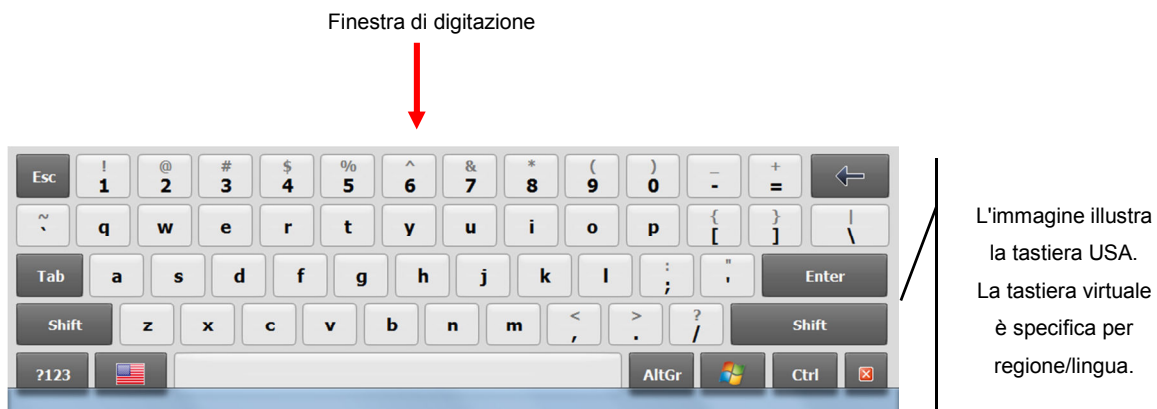 Finestra di digitazione
Esc ! 1 @ 2 # 3 $ 4 % 5 ^ 6 & 7 * 8 ( 9 ) 0 _ - + =
~ ` q w e r t y u i o p { [ } ] | \
Tab a s d f g h j k l : ; " ' Enter
Shift z x c v b n m < , > . ? / Shift
?123 AltGr Ctrl
L'immagine illustra
la tastiera USA.
La tastiera virtuale
è specifica per
regione/lingua.